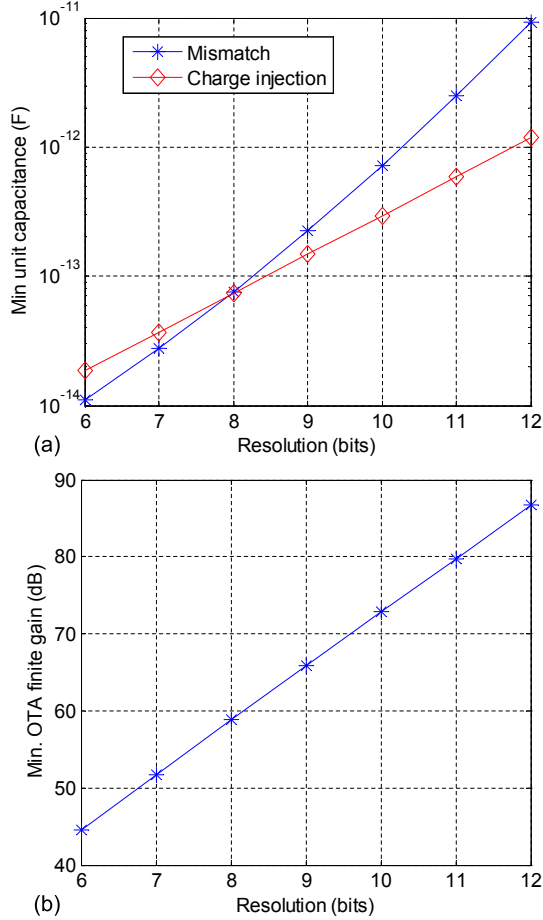 10^-11
Mismatch
Charge injection
10^-12
10^-13
10^-14
Min unit capacitance (F)
6 7 8 9 10 11 12
Resolution (bits)
(a)
90
80
70
60
50
40
Min. OTA finite gain (dB)
6 7 8 9 10 11 12
Resolution (bits)
(b)